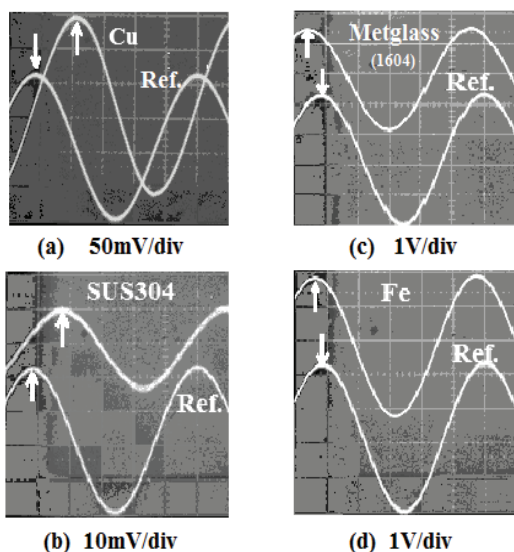 Cu
Ref.
(a) 50mV/div
Metglass
(1604)
Ref.
(c) 1V/div
SUS304
Ref.
(b) 10mV/div
Fe
Ref.
(d) 1V/div